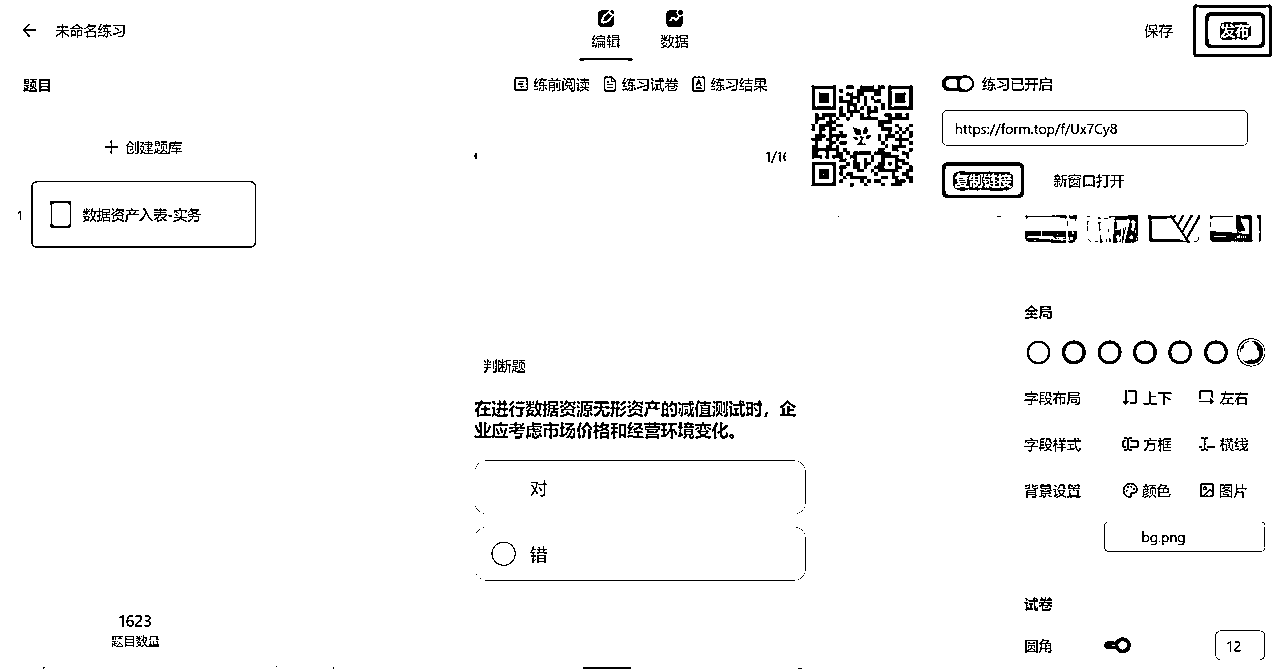 未命名练习
编辑
数据
保存
发布
题目
练前阅读
练习试卷
练习结果
练习已开启
https://form.top/f/Ux7Cy8
复制链接
新窗口打开
创建题库
1
数据资产入表-实务
判断题
在进行数据资源无形资产的减值测试时，企
业应考虑市场价格和经营环境变化。
对
错
全局
字段布局
上下
左右
字段样式
方框
横线
背景设置
颜色
图片
bg.png
试卷
圆角
12
1623
题目数量